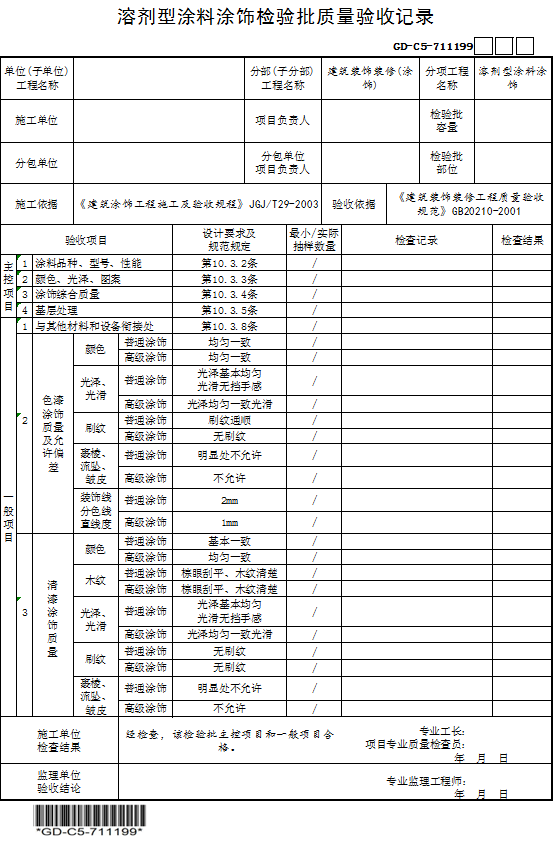 溶剂型涂料涂饰检验批质量验收记录
GD-C5-711199
单位(子单位)工程名称 分部(子分部)工程名称 建筑装饰装修(涂饰) 分项工程名称 溶剂型涂料涂饰
施工单位 项目负责人 检验批容量
分包单位 分包单位项目负责人 检验批部位
施工依据 《建筑涂饰工程施工及验收规程》JGJ/T29-2003 验收依据 《建筑装饰装修工程质量验收规范》GB20210-2001
验收项目 设计要求及规范规定 最小/实际抽样数量 检查记录 检查结果
主控项目
1 涂料品种、型号、性能 第10.3.2条 /
2 颜色、光泽、图案 第10.3.3条 /
3 涂饰综合质量 第10.3.4条 /
4 基层处理 第10.3.5条 /
一般项目
1 与其他材料和设备衔接处 第10.3.8条 /
2 色漆涂饰质量及允许偏差
颜色 普通涂饰 均匀一致 /
高级涂饰 均匀一致 /
光泽、光滑 普通涂饰 光泽基本均匀光滑无挡手感 /
高级涂饰 光泽均匀一致光滑 /
刷纹 普通涂饰 刷纹通顺 /
高级涂饰 无刷纹 /
裹棱、流坠、皱皮 普通涂饰 明显处不允许 /
高级涂饰 不允许 /
装饰线分色线直线度 普通涂饰 2mm /
高级涂饰 1mm /
3 清漆涂饰质量
颜色 普通涂饰 基本一致 /
高级涂饰 均匀一致 /
木纹 普通涂饰 棕眼刮平、木纹清楚 /
高级涂饰 棕眼刮平、木纹清楚 /
光泽、光滑 普通涂饰 光泽基本均匀光滑无挡手感 /
高级涂饰 光泽均匀一致光滑 /
刷纹 普通涂饰 无刷纹 /
高级涂饰 无刷纹 /
裹棱、流坠、皱皮 普通涂饰 明显处不允许 /
高级涂饰 不允许 /
施工单位检查结果 经检查，该检验批主控项目和一般项目合格。
专业工长：
项目专业质量检查员：
年 月 日
监理单位验收结论
专业监理工程师：
年 月 日
*GD-C5-711199*